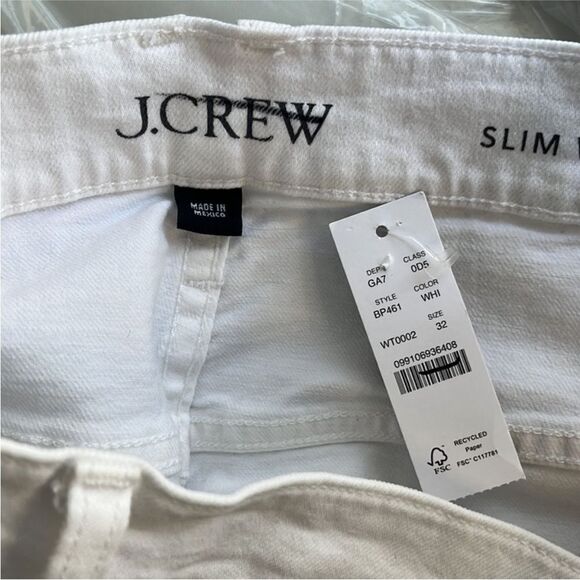 J.CREW
SLIM
MADE IN
MEXICO
DEPT CLASS
GA7 0D5
STYLE COLOR
BP461 WHI
SIZE
WT0002 32
099106936408
RECYCLED
Paper
FSC FSC® C117781